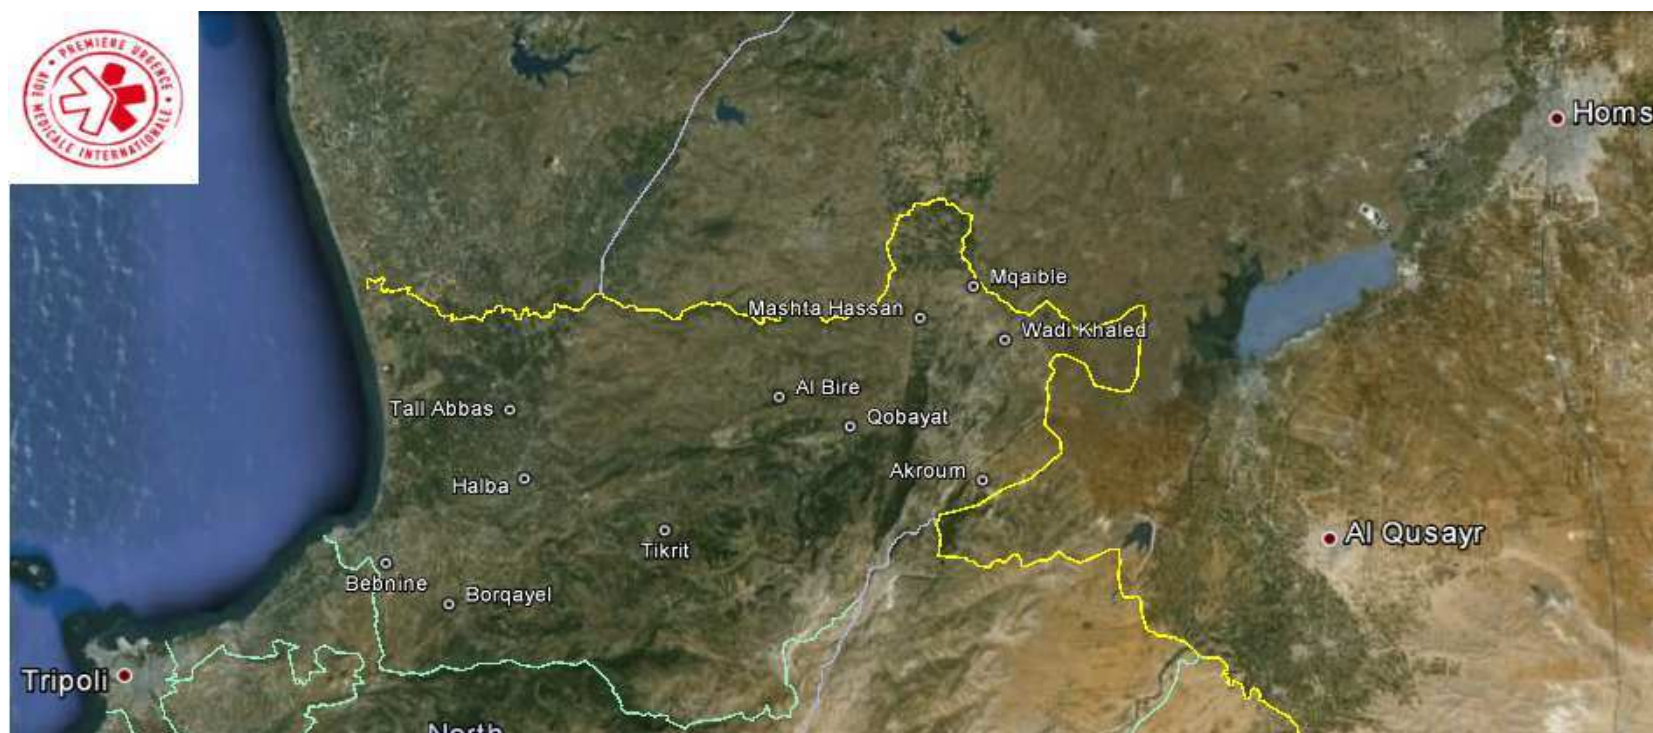 PREMIERE URGENCE
AIDE MEDICALE INTERNATIONALE
Homs
Mqaible
Mashta Hassan
Wadi Khaled
Al Bire
Tall Abbas
Qobayat
Akroum
Halba
Al Qusayr
Tikrit
Bebnine
Borqayel
Tripoli
North